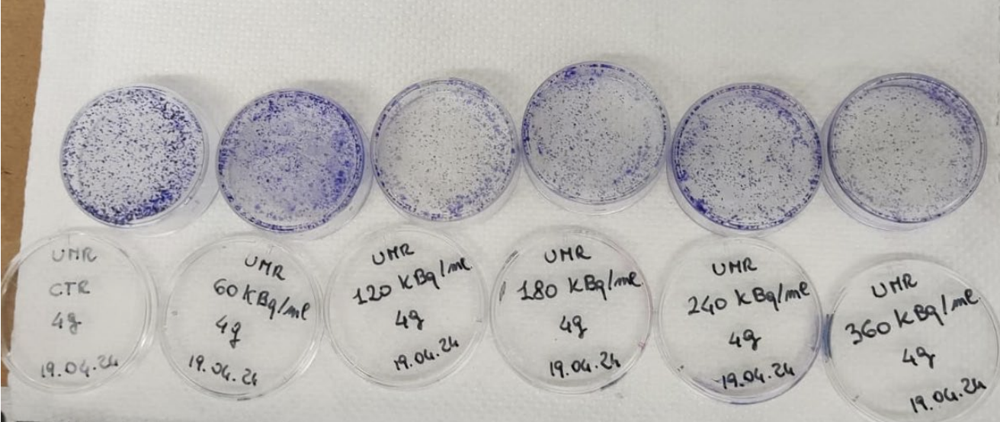 UMR
CTR
4g
19.04.24
UMR
60 kBq/ml
4g
19.04.24
UMR
120 kBq/ml
4g
19.04.24
UMR
180 kBq/ml
4g
19.04.24
UMR
240 kBq/ml
4g
19.04.24
UMR
360 kBq/ml
4g
19.04.24